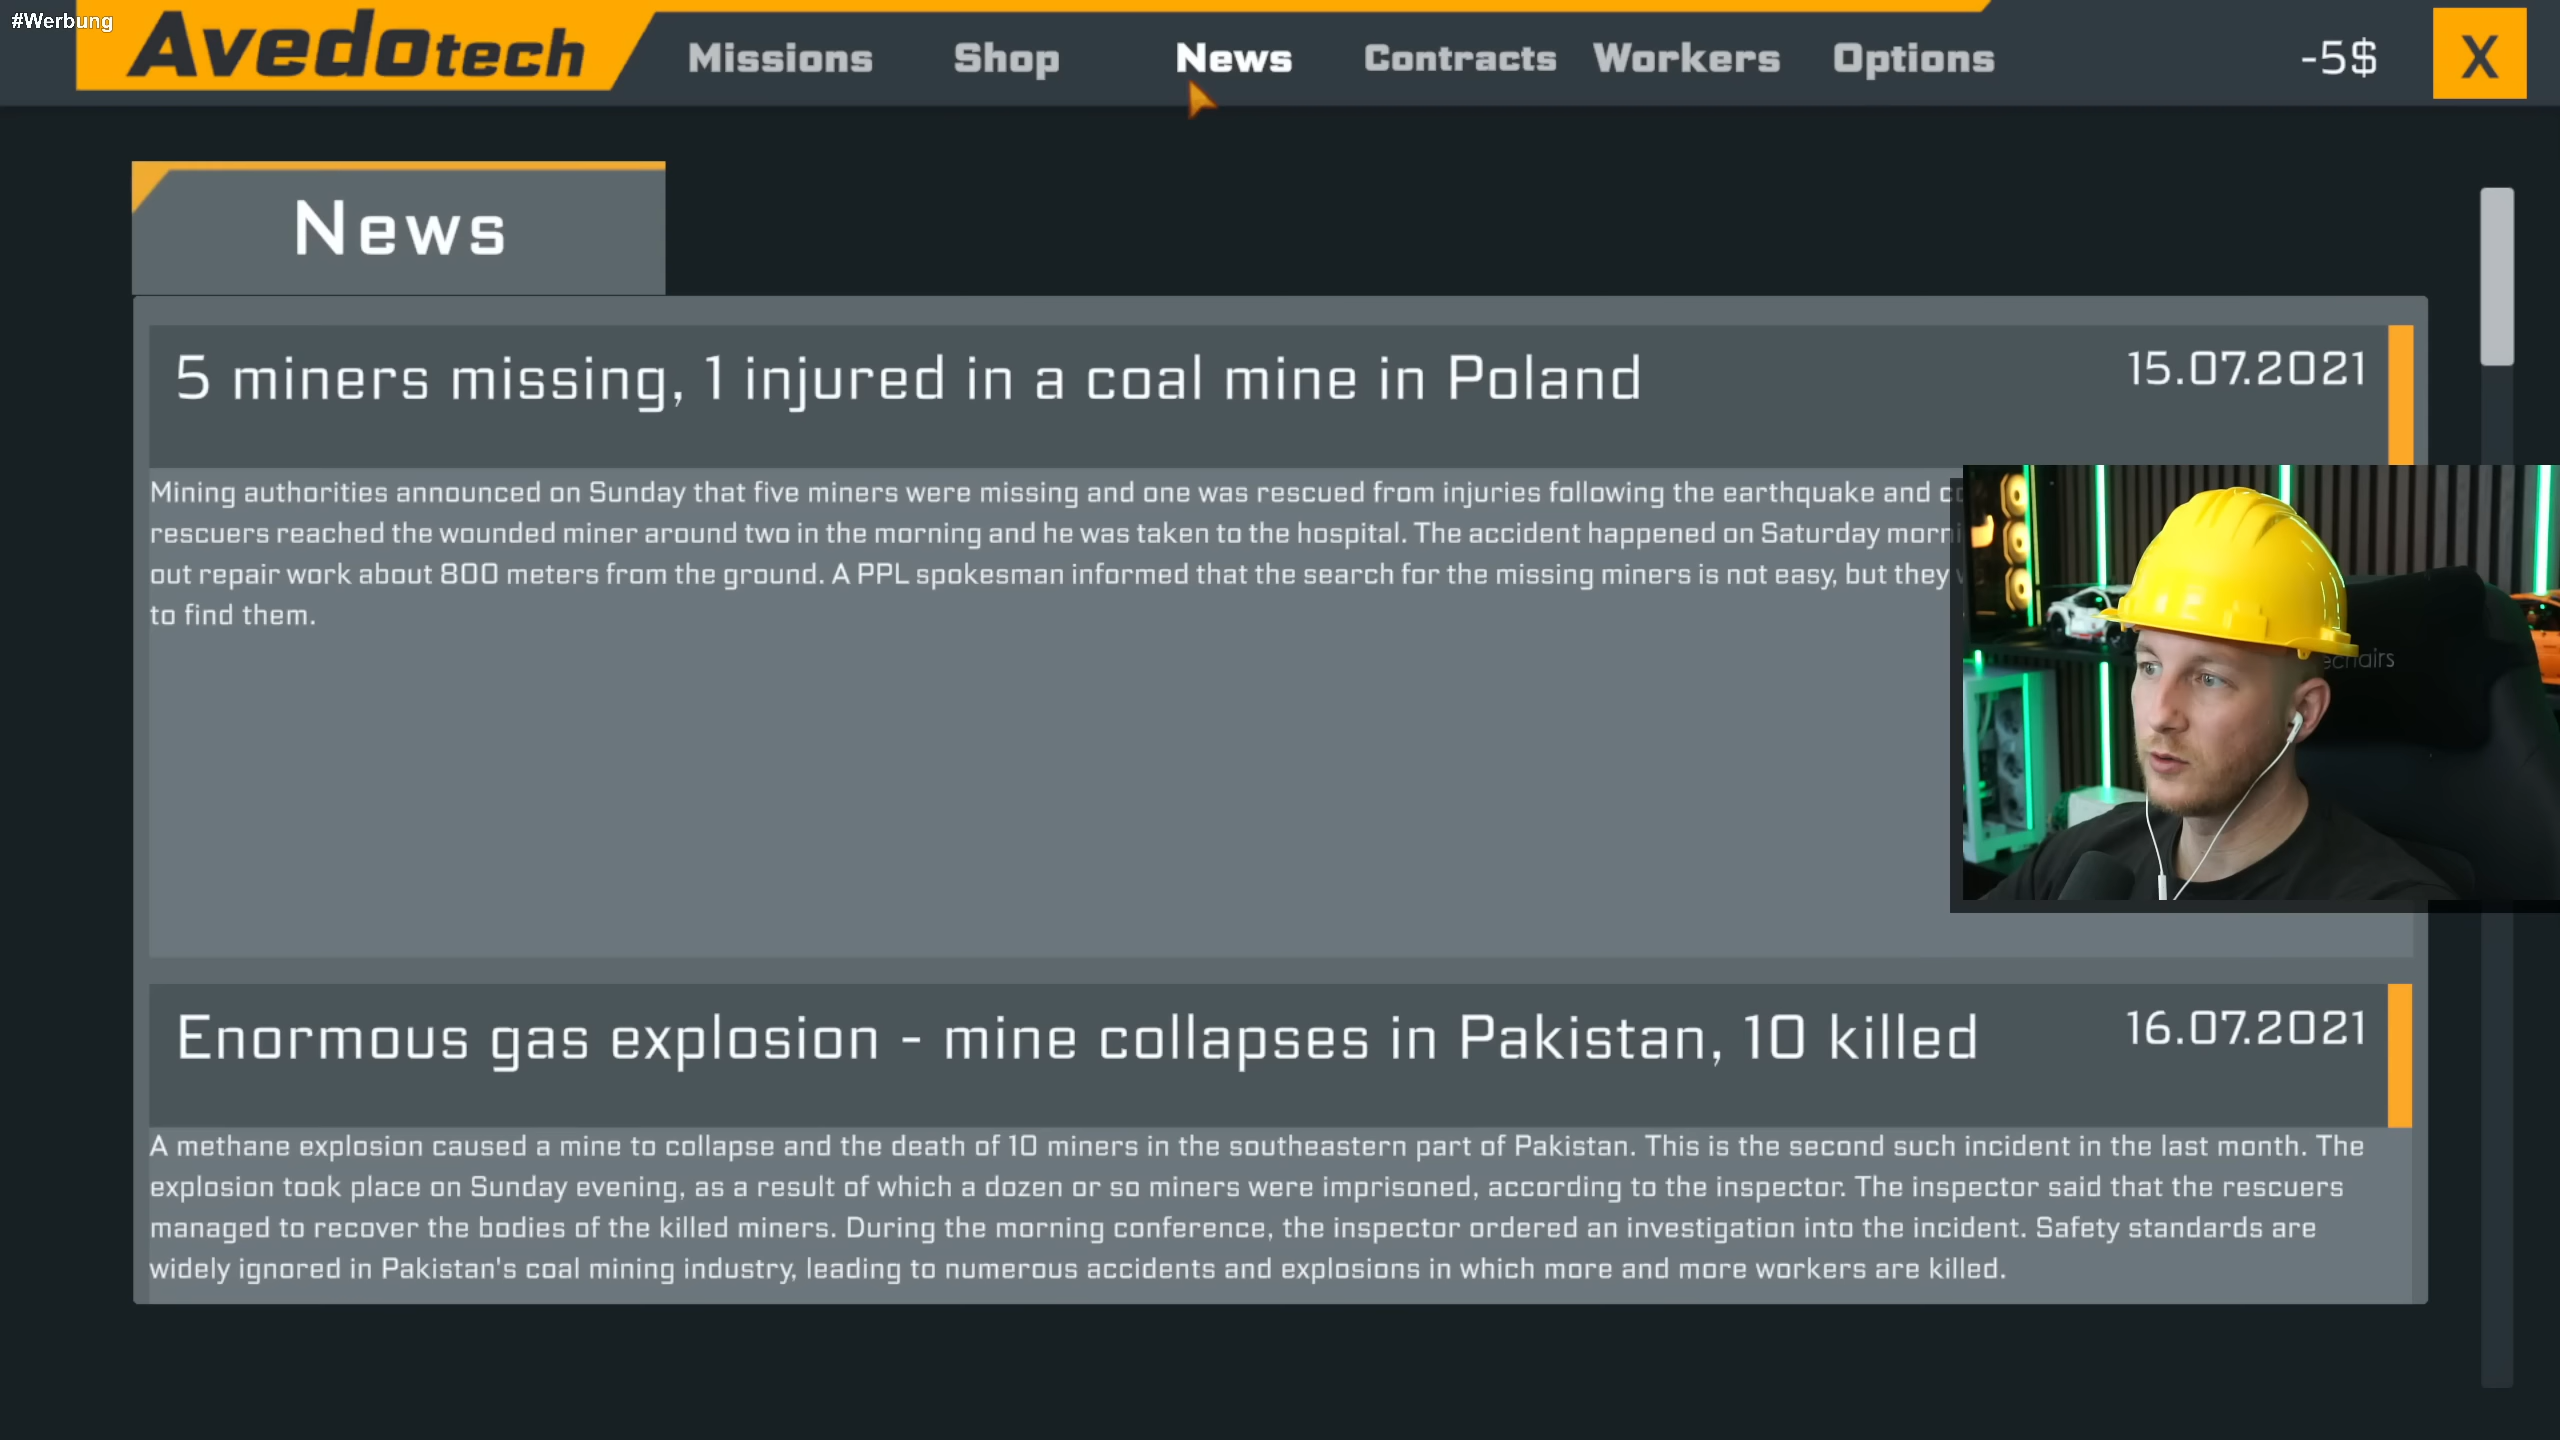 #Werbung
Avedotech
Missions Shop News Contracts Workers Options -5$ X
News
5 miners missing, 1 injured in a coal mine in Poland 15.07.2021
Mining authorities announced on Sunday that five miners were missing and one was rescued from injuries following the earthquake and
rescuers reached the wounded miner around two in the morning and he was taken to the hospital. The accident happened on Saturday
out repair work about 800 meters from the ground. A PPL spokesman informed that the search for the missing miners is not easy, but they
to find them.
Enormous gas explosion - mine collapses in Pakistan, 10 killed 16.07.2021
A methane explosion caused a mine to collapse and the death of 10 miners in the southeastern part of Pakistan. This is the second such incident in the last month. The
explosion took place on Sunday evening, as a result of which a dozen or so miners were imprisoned, according to the inspector. The inspector said that the rescuers
managed to recover the bodies of the killed miners. During the morning conference, the inspector ordered an investigation into the incident. Safety standards are
widely ignored in Pakistan's coal mining industry, leading to numerous accidents and explosions in which more and more workers are killed.